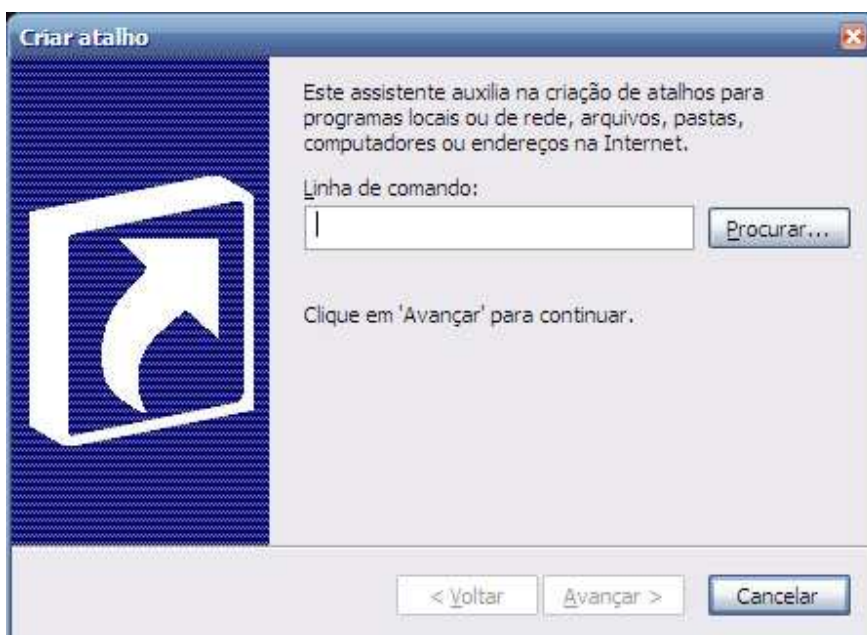 Criar atalho
Este assistente auxilia na criação de atalhos para
programas locais ou de rede, arquivos, pastas,
computadores ou endereços na Internet.
Linha de comando:
Procurar...
Clique em 'Avançar' para continuar.
< Voltar
Avançar >
Cancelar